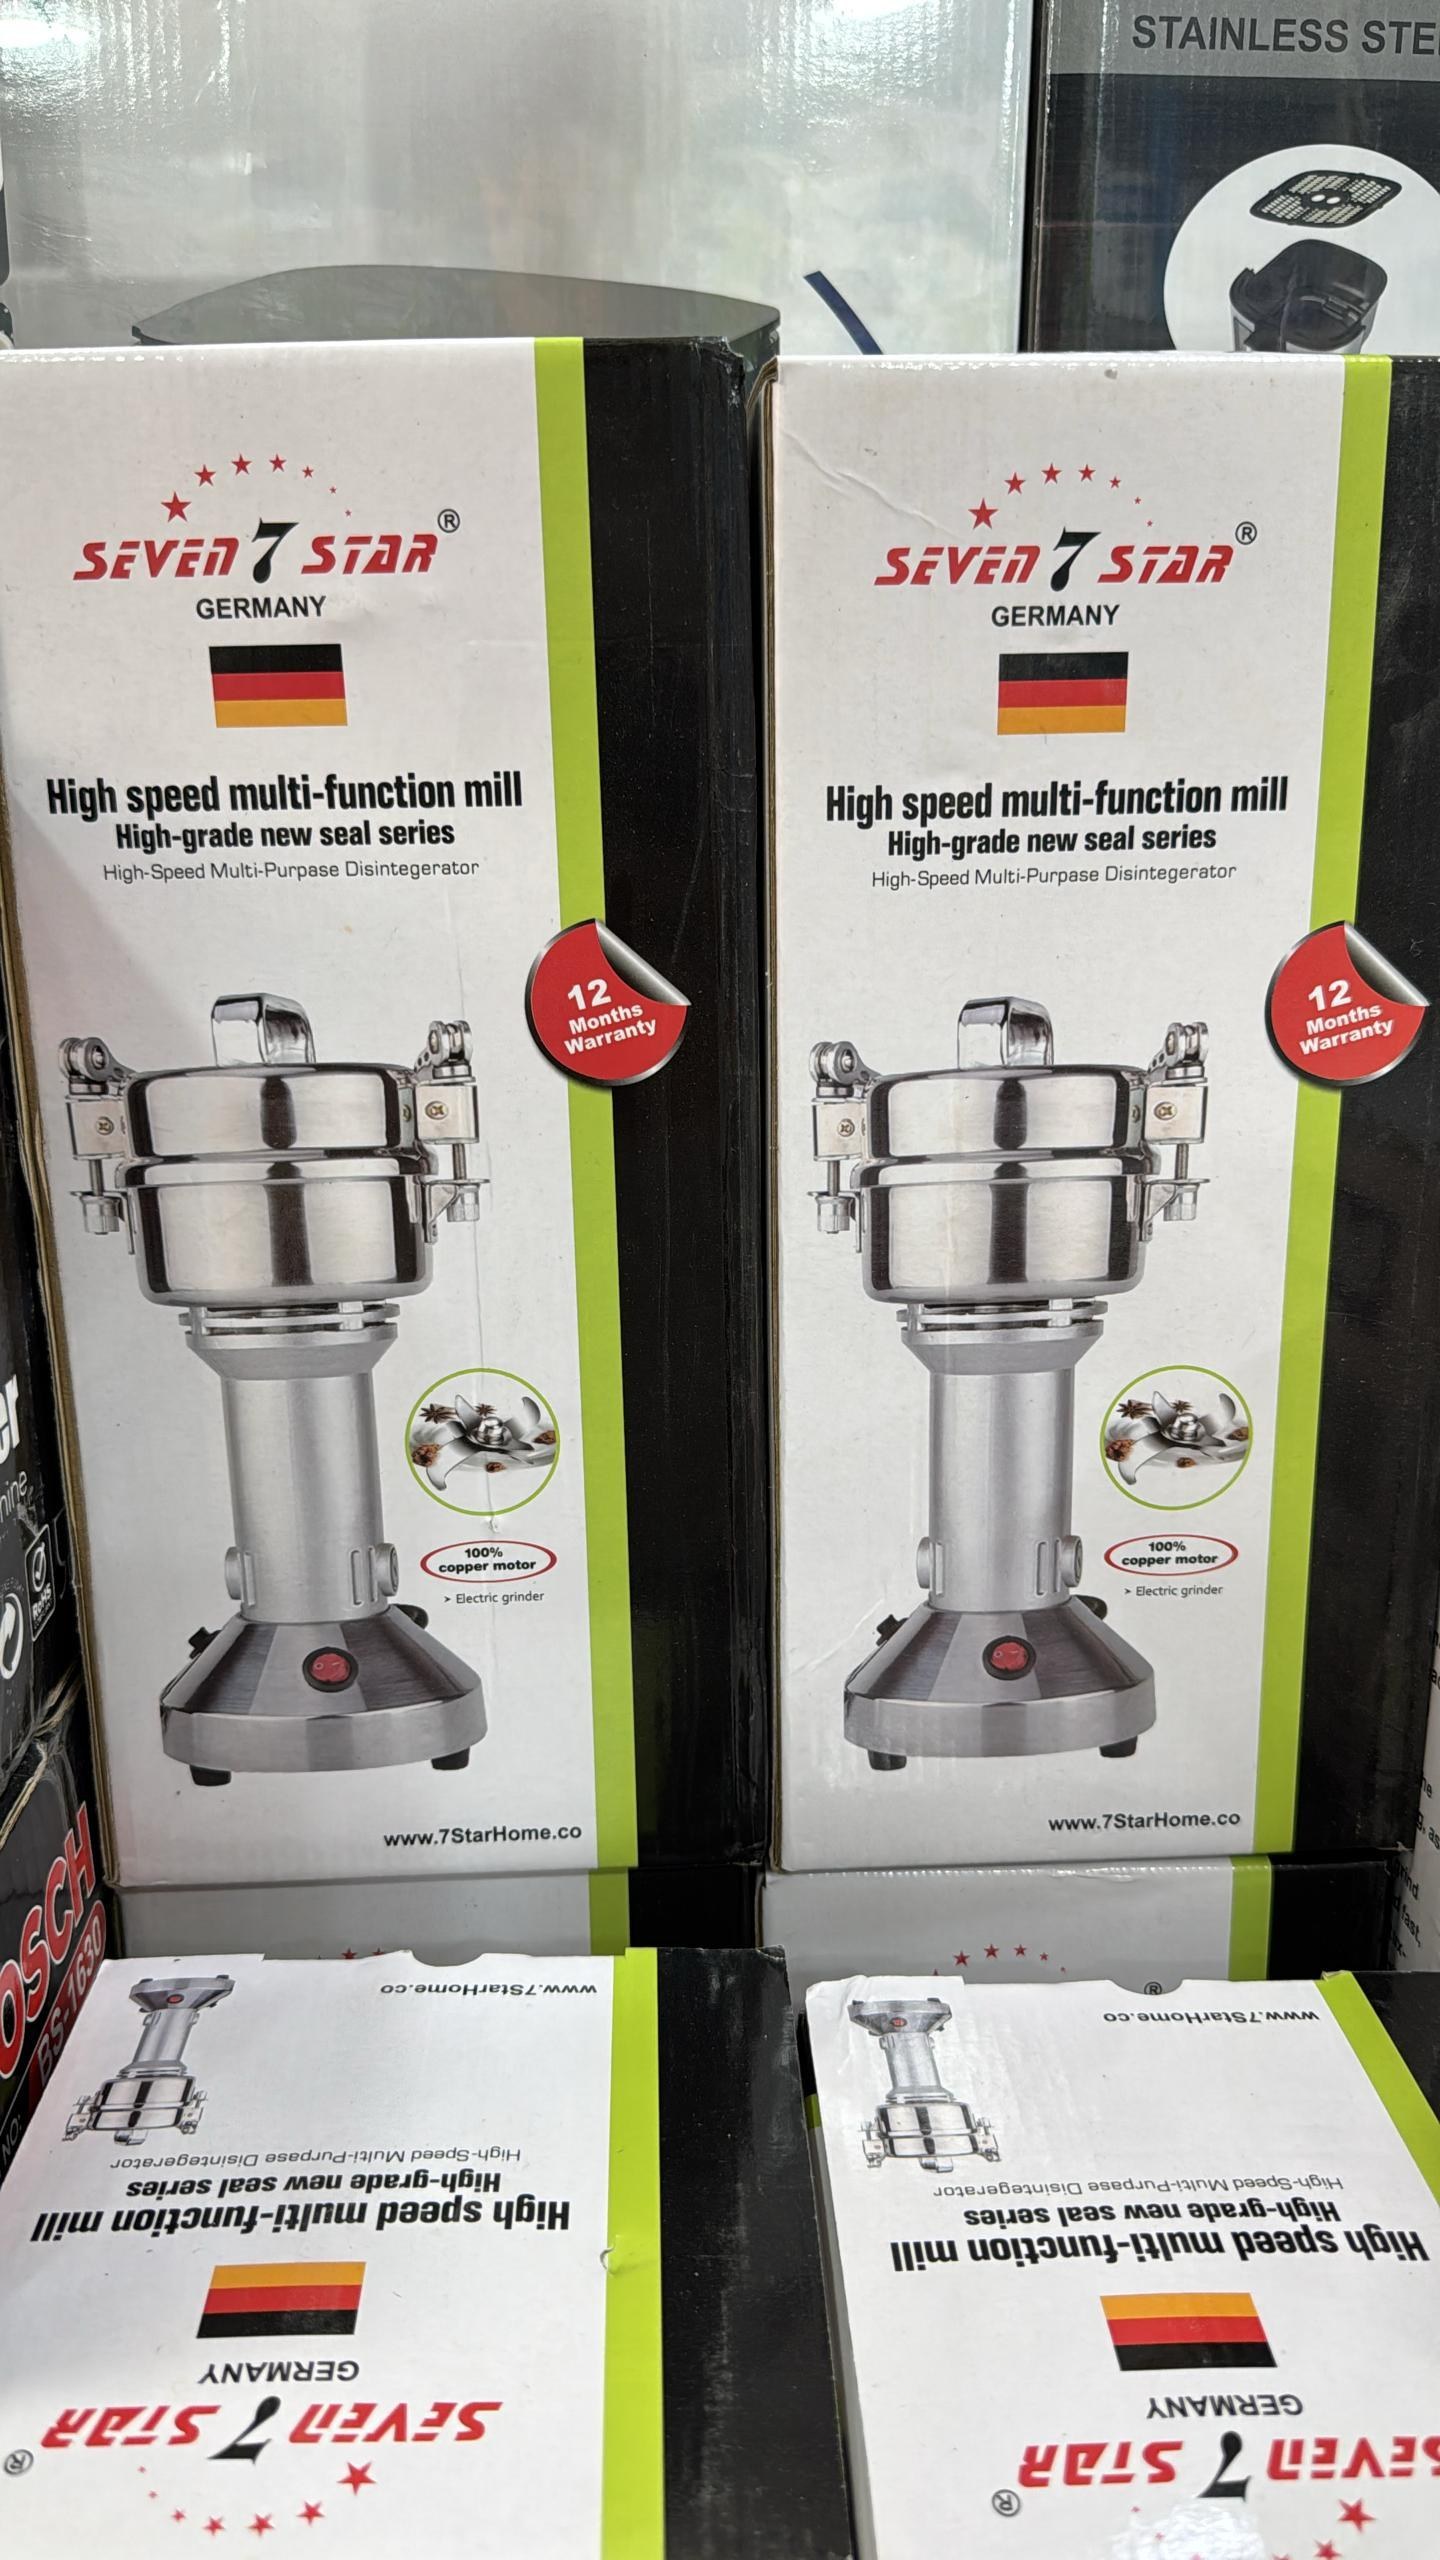 STAINLESS
SEVEN 7 STAR ®
GERMANY
High speed multi-function mill
High-grade new seal series
High-Speed Multi-Purpase Disintegerator
12
Months
Warranty
100%
copper motor
➤ Electric grinder
www.7StarHome.co
SEVEN 7 STAR ®
GERMANY
High speed multi-function mill
High-grade new seal series
High-Speed Multi-Purpase Disintegerator
12
Months
Warranty
100%
copper motor
➤ Electric grinder
www.7StarHome.co
RoHS
BS-1630
NO:
®
www.7StarHome.co
High-Speed Multi-Purpase Disintegerator
High-grade new seal series
High speed multi-function mill
GERMANY
SEVEN 7 STAR ®
www.7StarHome.co
High-Speed Multi-Purpase Disintegerator
High-grade new seal series
High speed multi-function mill
GERMANY
SEVEN 7 STAR ®